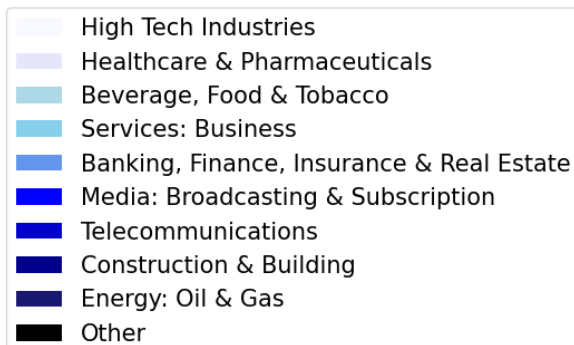 High Tech Industries
Healthcare & Pharmaceuticals
Beverage, Food & Tobacco
Services: Business
Banking, Finance, Insurance & Real Estate
Media: Broadcasting & Subscription
Telecommunications
Construction & Building
Energy: Oil & Gas
Other